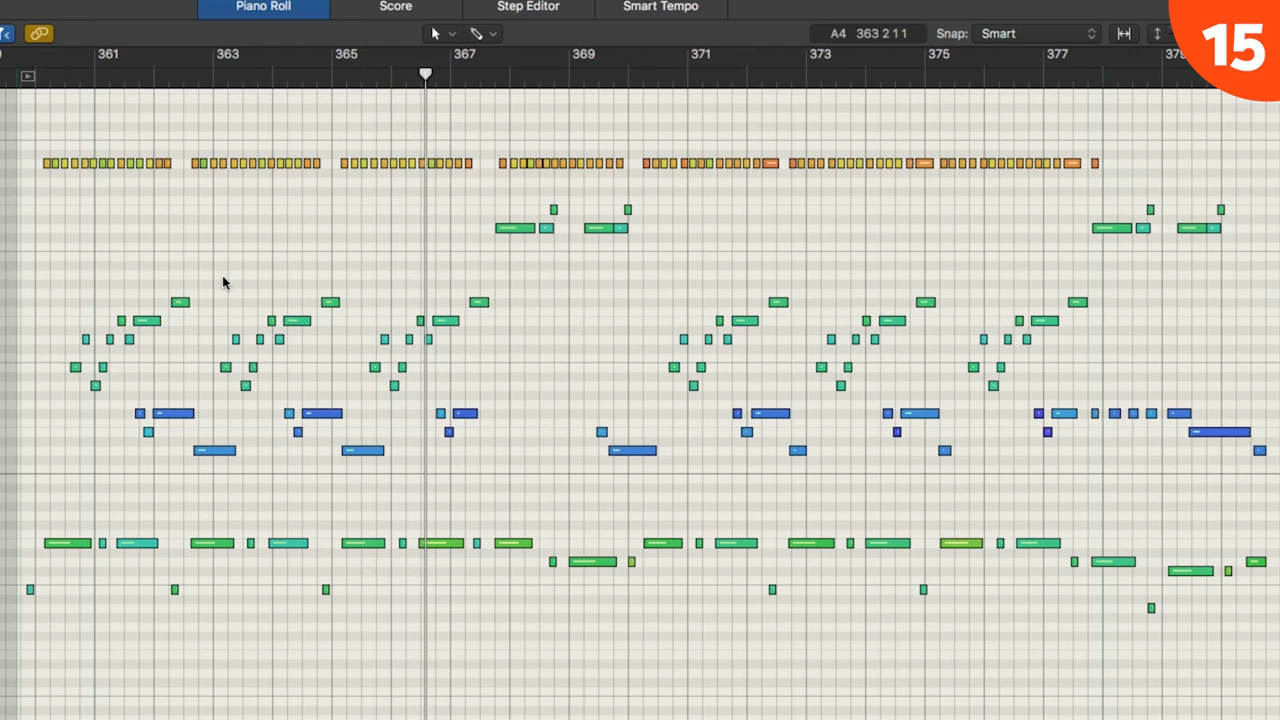 Piano Roll Score Step Editor Smart Tempo
A4 363 2 1 1 Snap: Smart
15
361 363 365 367 369 371 373 375 377 379